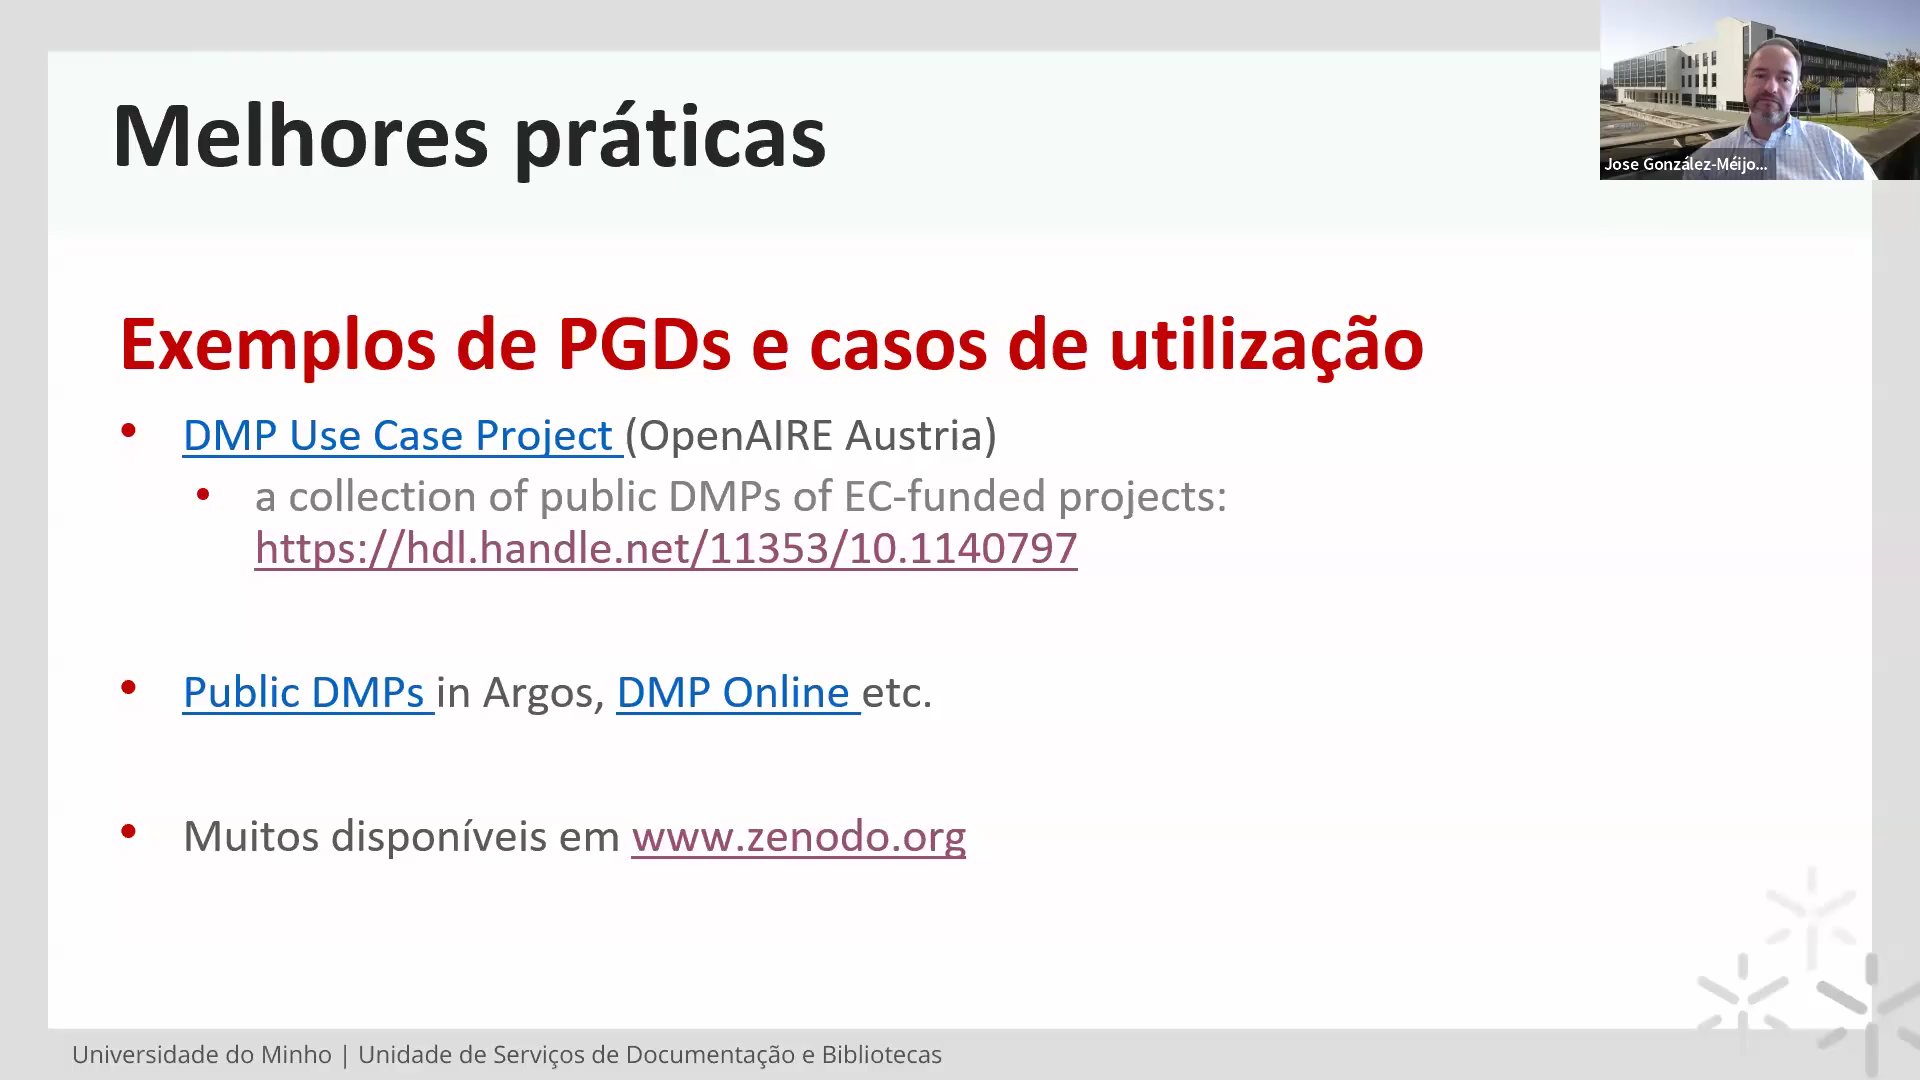 Melhores práticas
Jose González-Méijo...
Exemplos de PGDs e casos de utilização
• DMP Use Case Project (OpenAIRE Austria)
• a collection of public DMPs of EC-funded projects:
https://hdl.handle.net/11353/10.1140797
• Public DMPs in Argos, DMP Online etc.
• Muitos disponíveis em www.zenodo.org
Universidade do Minho | Unidade de Serviços de Documentação e Bibliotecas